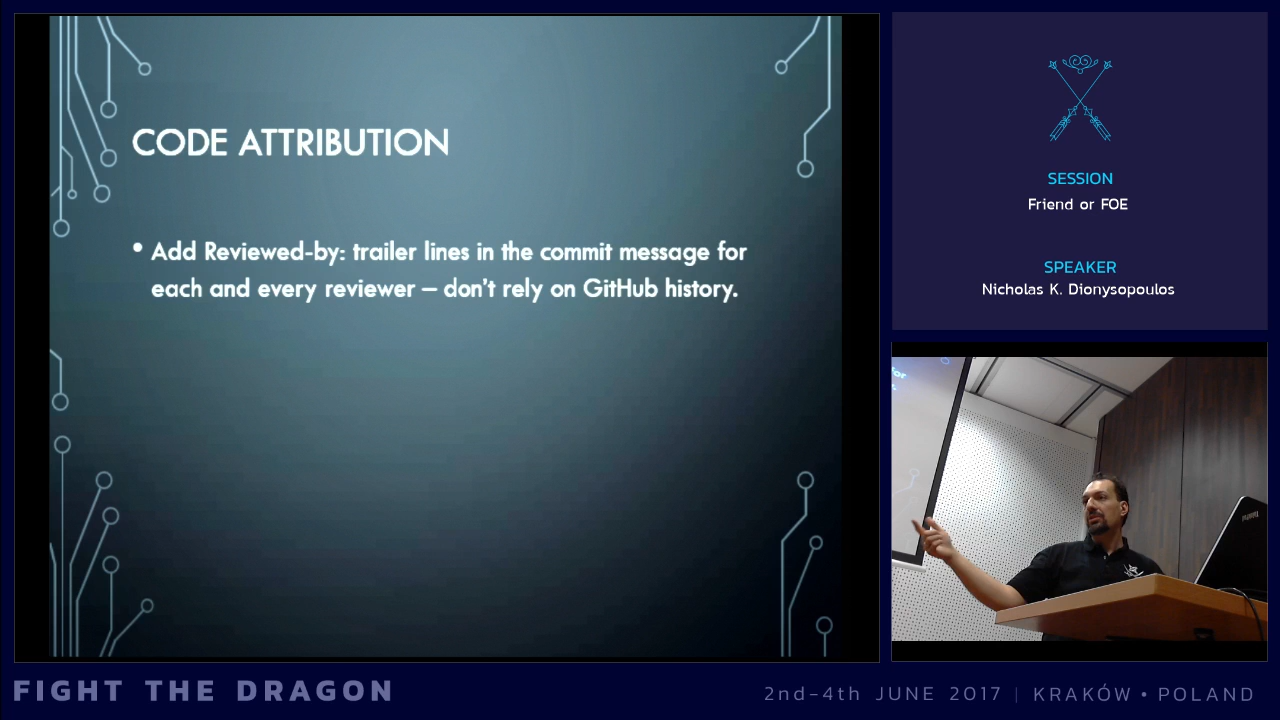 CODE ATTRIBUTION
• Add Reviewed-by: trailer lines in the commit message for
each and every reviewer – don't rely on GitHub history.
SESSION
Friend or FOE
SPEAKER
Nicholas K. Dionysopoulos
for
FIGHT THE DRAGON
2nd-4th JUNE 2017 | KRAKÓW • POLAND